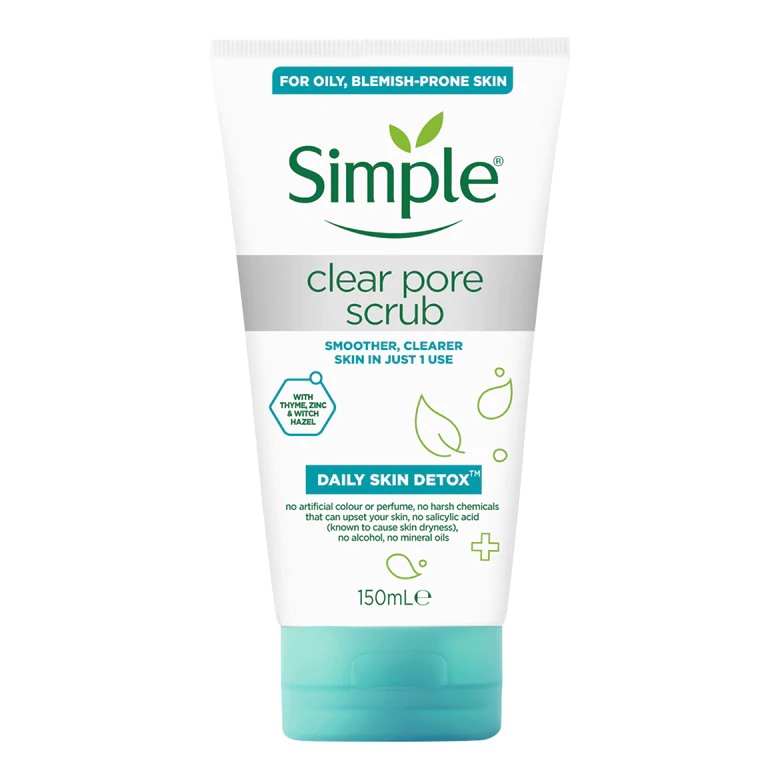 FOR OILY, BLEMISH-PRONE SKIN
Simple®
clear pore
scrub
SMOOTHER, CLEARER
SKIN IN JUST 1 USE
WITH
THYME, ZINC
& WITCH
HAZEL
DAILY SKIN DETOX™
no artificial colour or perfume, no harsh chemicals
that can upset your skin, no salicylic acid
(known to cause skin dryness),
no alcohol, no mineral oils
150mL℮